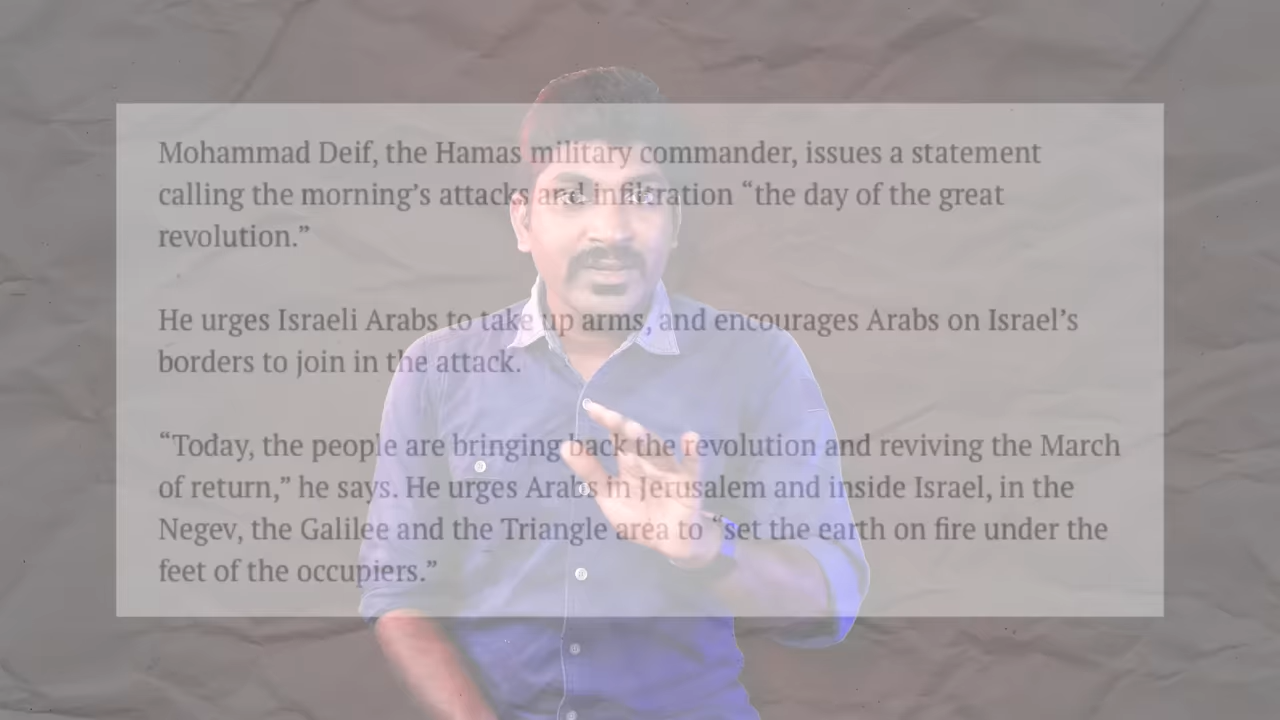 Mohammad Deif, the Hamas military commander, issues a statement
calling the morning’s attacks and infiltration “the day of the great
revolution.”
He urges Israeli Arabs to take up arms, and encourages Arabs on Israel’s
borders to join in the attack.
“Today, the people are bringing back the revolution and reviving the March
of return,” he says. He urges Arabs in Jerusalem and inside Israel, in the
Negev, the Galilee and the Triangle area to “set the earth on fire under the
feet of the occupiers.”